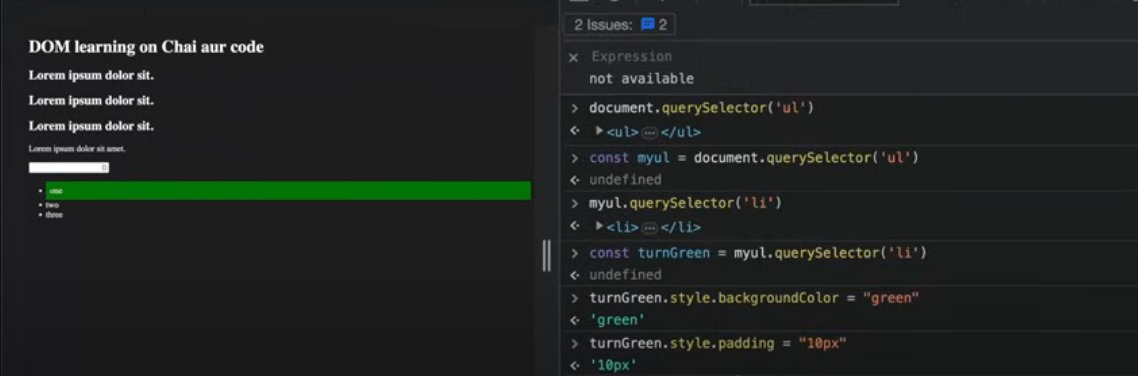 DOM learning on Chai aur code
Lorem ipsum dolor sit.
Lorem ipsum dolor sit.
Lorem ipsum dolor sit.
Lorem ipsum dolor sit amet.
one
two
three
2 Issues: 2
Expression
not available
document.querySelector('ul')
<ul>⋯</ul>
const myul = document.querySelector('ul')
undefined
myul.querySelector('li')
<li>⋯</li>
const turnGreen = myul.querySelector('li')
undefined
turnGreen.style.backgroundColor = "green"
'green'
turnGreen.style.padding = "10px"
'10px'